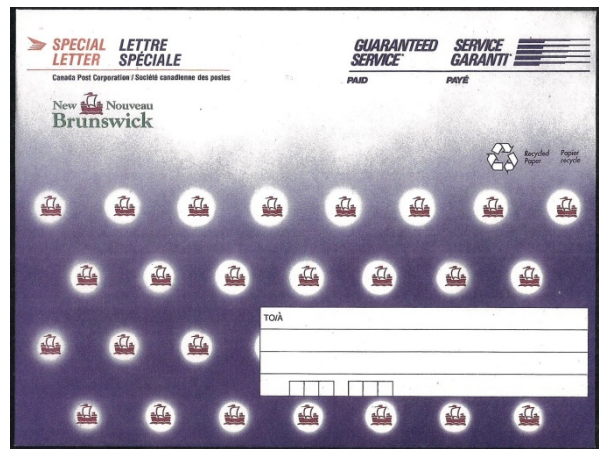 SPECIAL LETTRE
LETTER SPÉCIALE
Canada Post Corporation / Société canadienne des postes
GUARANTEED SERVICE
SERVICE* GARANTI*
PAID PAYÉ
New Nouveau
Brunswick
Recycled Papier
Paper recyclé
TO/À